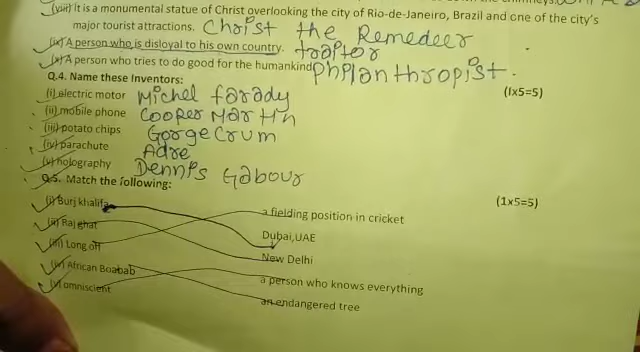 (viii) It is a monumental statue of Christ overlooking the city of Rio-de-Janeiro, Brazil and one of the city's
major tourist attractions. Christ the Remedeer
(ix) A person who is disloyal to his own country. traitor
(x) A person who tries to do good for the humankind philanthropist.
Q.4. Name these Inventors: (1x5=5)
(i) electric motor Michel farady
(ii) mobile phone Cooper Martin
(iii) potato chips Gorge Crum
(iv) parachute Adre
(v) holography Dennis Gabour
Q.5. Match the following: (1x5=5)
(i) Burj khalifa a fielding position in cricket
(ii) Raj ghat Dubai,UAE
(iii) Long off New Delhi
(iv) African Boabab a person who knows everything
(v) omniscient an endangered tree